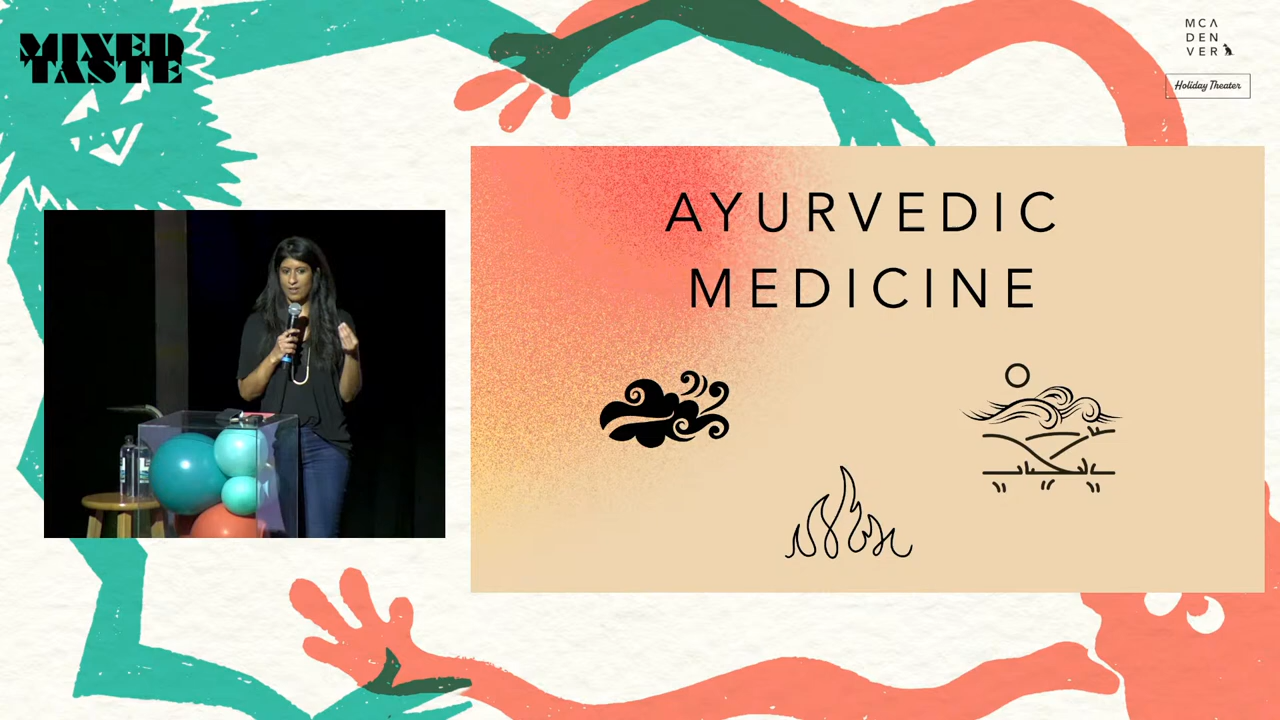 MIXED
TASTE
MCA
DEN
VER
Holiday Theater
AYURVEDIC
MEDICINE